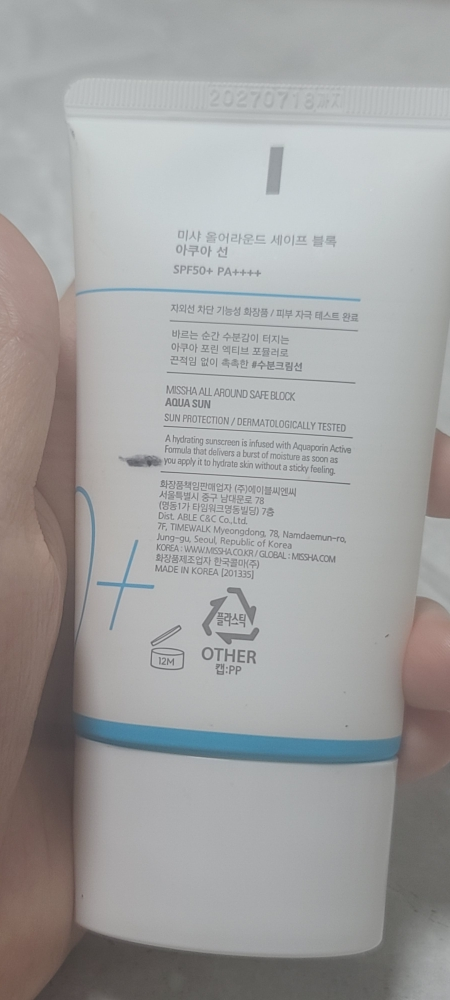 20270718까지
미샤 올어라운드 세이프 블록
아쿠아 선
SPF50+ PA++++
자외선 차단 기능성 화장품 / 피부 자극 테스트 완료
바르는 순간 수분감이 터지는
아쿠아 포린 액티브 포뮬러로
끈적임 없이 촉촉한 #수분크림선
MISSHA ALL AROUND SAFE BLOCK
AQUA SUN
SUN PROTECTION / DERMATOLOGICALLY TESTED
A hydrating sunscreen is infused with Aquaporin Active
Formula that delivers a burst of moisture as soon as
you apply it to hydrate skin without a sticky feeling.
화장품책임판매업자 (주)에이블씨엔씨
서울특별시 중구 남대문로 78
(명동1가 타임워크명동빌딩) 7층
Dist. ABLE C&C Co.,Ltd.
7F, TIMEWALK Myeongdong, 78, Namdaemun-ro,
Jung-gu, Seoul, Republic of Korea
KOREA : WWW.MISSHA.CO.KR / GLOBAL : MISSHA.COM
화장품제조업자 한국콜마(주)
MADE IN KOREA [201335]
플라스틱
OTHER
캡:PP
12M